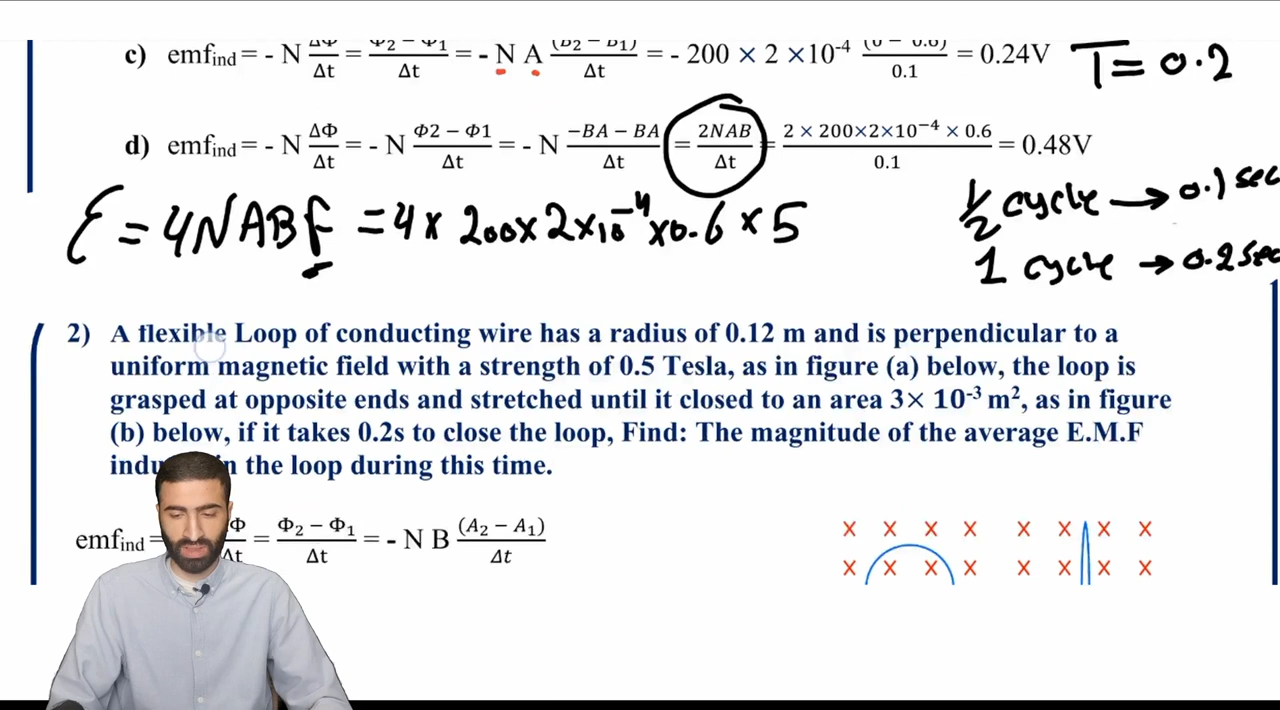 c) emf_ind = - N ΔΦ/Δt = Φ₂ − Φ₁/Δt = - N A (B₂ − B₁)/Δt = - 200 × 2 ×10⁻⁴ (0 − 0.6)/0.1 = 0.24V
T = 0.2
d) emf_ind = - N ΔΦ/Δt = - N Φ2 − Φ1/Δt = - N −BA − BA/Δt = 2NAB/Δt = 2 × 200×2×10⁻⁴ × 0.6/0.1 = 0.48V
1/2 cycle → 0.1 sec
ℰ = 4NABf = 4 × 200 × 2×10⁻⁴ × 0.6 × 5
1 cycle → 0.2 sec
2) A flexible Loop of conducting wire has a radius of 0.12 m and is perpendicular to a
uniform magnetic field with a strength of 0.5 Tesla, as in figure (a) below, the loop is
grasped at opposite ends and stretched until it closed to an area 3× 10⁻³ m², as in figure
(b) below, if it takes 0.2s to close the loop, Find: The magnitude of the average E.M.F
the loop during this time.
emf_ind = Φ/Δt = Φ₂ − Φ₁/Δt = - N B (A₂ − A₁)/Δt
x x x x x x x x
x x x x x x x x